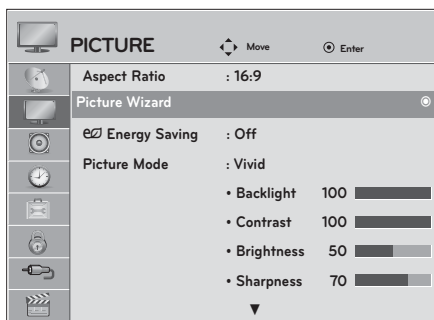 PICTURE Move Enter
Aspect Ratio : 16:9
Picture Wizard
Energy Saving : Off
Picture Mode : Vivid
• Backlight 100
• Contrast 100
• Brightness 50
• Sharpness 70